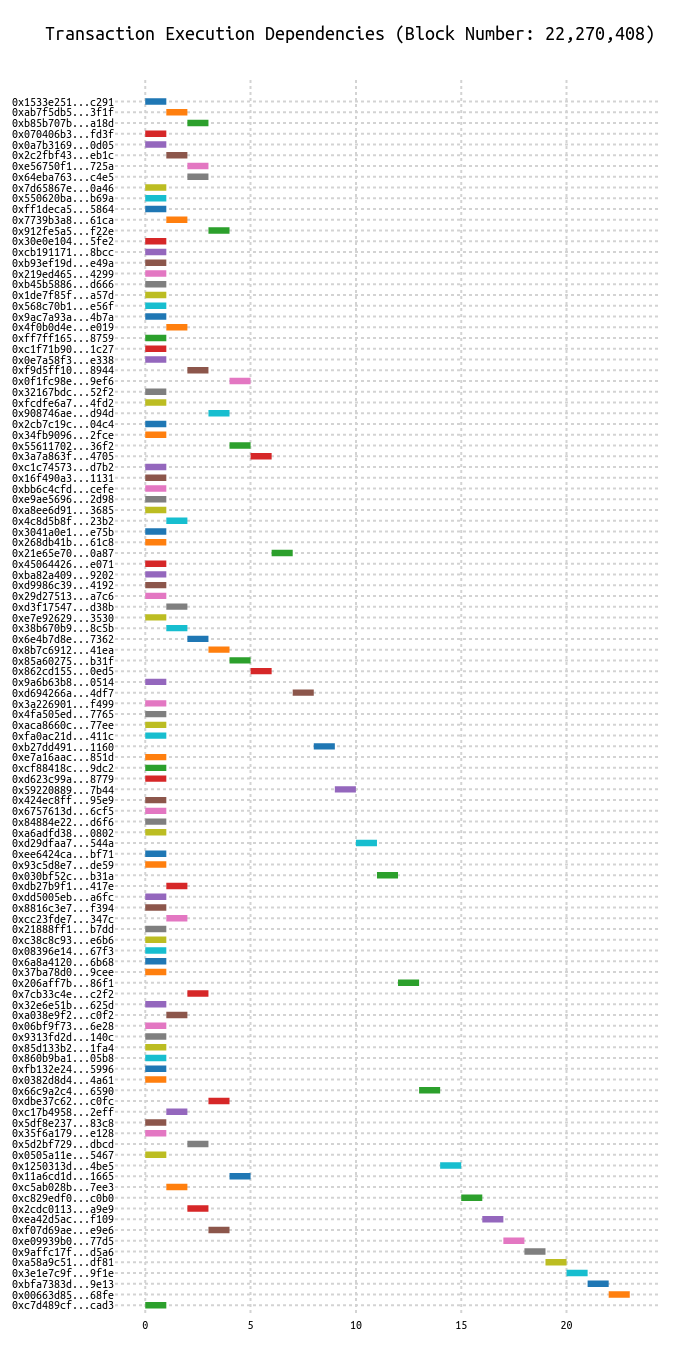 Transaction Execution Dependencies (Block Number: 22,270,408)
0x1533e251...c291
0xab7f5db5...3f1f
0xb85b707b...a18d
0x070406b3...fd3f
0x0a7b3169...0d05
0x2c2fbf43...eb1c
0xe56750f1...725a
0x64eba763...c4e5
0x7d65867e...0a46
0x550620ba...b69a
0xff1deca5...5864
0x7739b3a8...61ca
0x912fe5a5...f22e
0x30e0e104...5fe2
0xcb191171...8bcc
0xb93ef19d...e49a
0x219ed465...4299
0xb45b5886...d666
0x1de7f85f...a57d
0x568c70b1...e56f
0x9ac7a93a...4b7a
0x4f0b0d4e...e019
0xff7ff165...8759
0xc1f71b90...1c27
0x0e7a58f3...e338
0xf9d5ff10...8944
0x0f1fc98e...9ef6
0x32167bdc...52f2
0xfcdfe6a7...4fd2
0x908746ae...d94d
0x2cb7c19c...04c4
0x34fb9096...2fce
0x55611702...36f2
0x3a7a863f...4705
0xc1c74573...d7b2
0x16f490a3...1131
0xbb6c4cfd...cefe
0xe9ae5696...2d98
0xa8ee6d91...3685
0x4c8d5b8f...23b2
0x3041a0e1...e75b
0x268db41b...61c8
0x21e65e70...0a87
0x45064426...e071
0xba82a409...9202
0xd9986c39...4192
0x29d27513...a7c6
0xd3f17547...d38b
0xe7e92629...3530
0x38b670b9...8c5b
0x6e4b7d8e...7362
0x8b7c6912...41ea
0x85a60275...b31f
0x862cd155...0ed5
0x9a6b63b8...0514
0xd694266a...4df7
0x3a226901...f499
0x4fa505ed...7765
0xaca8660c...77ee
0xfa0ac21d...411c
0xb27dd491...1160
0xe7a16aac...851d
0xcf88418c...9dc2
0xd623c99a...8779
0x59220889...7b44
0x424ec8ff...95e9
0x6757613d...6cf5
0x84884e22...d6f6
0xa6adfd38...0802
0xd29dfaa7...544a
0xee6424ca...bf71
0x93c5d8e7...de59
0x030bf52c...b31a
0xdb27b9f1...417e
0xdd5005eb...a6fc
0x8816c3e7...f394
0xcc23fde7...347c
0x21888ff1...b7dd
0xc38c8c93...e6b6
0x08396e14...67f3
0x6a8a4120...6b68
0x37ba78d0...9cee
0x206aff7b...86f1
0x7cb33c4e...c2f2
0x32e6e51b...625d
0xa038e9f2...c0f2
0x06bf9f73...6e28
0x9313fd2d...140c
0x85d133b2...1fa4
0x860b9ba1...05b8
0xfb132e24...5996
0x0382d8d4...4a61
0x66c9a2c4...6590
0xdbe37c62...c0fc
0xc17b4958...2eff
0x5df8e237...83c8
0x35f6a179...e128
0x5d2bf729...dbcd
0x0505a11e...5467
0x1250313d...4be5
0x11a6cd1d...1665
0xc5ab028b...7ee3
0xc829edf0...c0b0
0x2cdc0113...a9e9
0xea42d5ac...f109
0xf07d69ae...e9e6
0xe09939b0...77d5
0x9affc17f...d5a6
0xa58a9c51...df81
0x3e1e7c9f...9f1e
0xbfa7383d...9e13
0x00663d85...68fe
0xc7d489cf...cad3
0 5 10 15 20